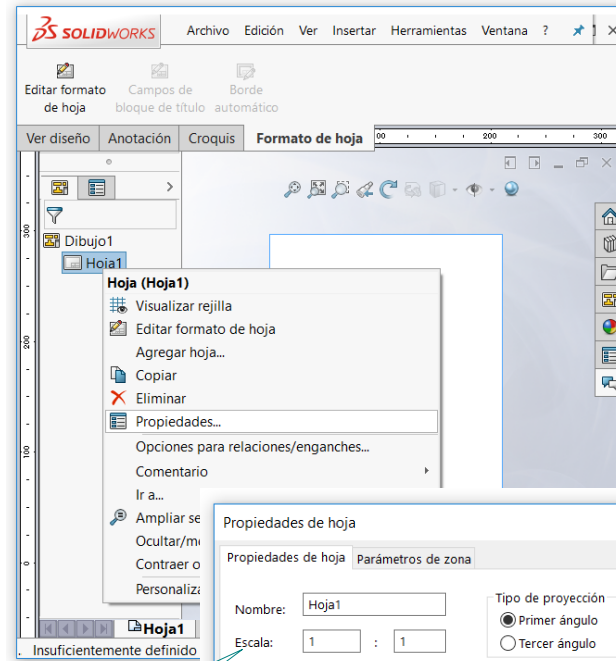 SOLIDWORKS Archivo Edición Ver Insertar Herramientas Ventana ?
Editar formato de hoja
Campos de bloque de título
Borde automático
Ver diseño Anotación Croquis Formato de hoja
200 300
Dibujo1
Hoja1
300
200
100
0
Hoja (Hoja1)
Visualizar rejilla
Editar formato de hoja
Agregar hoja...
Copiar
Eliminar
Propiedades...
Opciones para relaciones/enganches...
Comentario
Ir a...
Ampliar se
Ocultar/mo
Contraer o
Personaliza
Hoja1
Insuficientemente definido
Propiedades de hoja
Propiedades de hoja Parámetros de zona
Nombre: Hoja1
Escala: 1 : 1
Tipo de proyección
Primer ángulo
Tercer ángulo